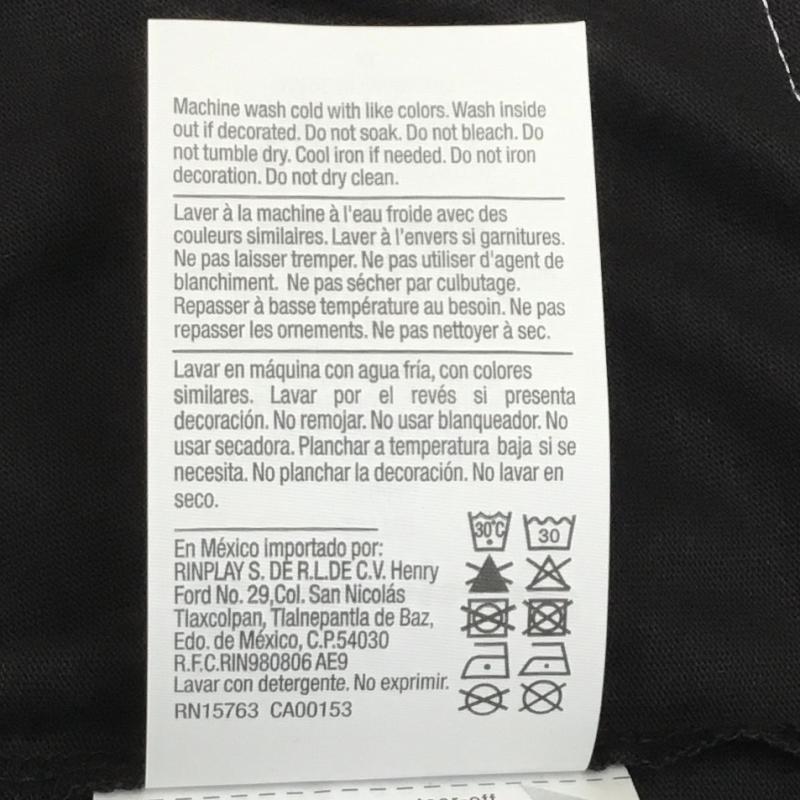 Machine wash cold with like colors. Wash inside
out if decorated. Do not soak. Do not bleach. Do
not tumble dry. Cool iron if needed. Do not iron
decoration. Do not dry clean.
Laver à la machine à l'eau froide avec des
couleurs similaires. Laver à l'envers si garnitures.
Ne pas laisser tremper. Ne pas utiliser d'agent de
blanchiment. Ne pas sécher par culbutage.
Repasser à basse température au besoin. Ne pas
repasser les ornements. Ne pas nettoyer à sec.
Lavar en máquina con agua fría, con colores
similares. Lavar por el revés si presenta
decoración. No remojar. No usar blanqueador. No
usar secadora. Planchar a temperatura baja si se
necesita. No planchar la decoración. No lavar en
seco.
En México importado por:
RINPLAY S. DE R.L.DE C.V. Henry
Ford No. 29,Col. San Nicolás
Tlaxcolpan, Tlalnepantla de Baz,
Edo. de México, C.P.54030
R.F.C.RIN980806 AE9
Lavar con detergente. No exprimir.
RN15763 CA00153
30°C 30